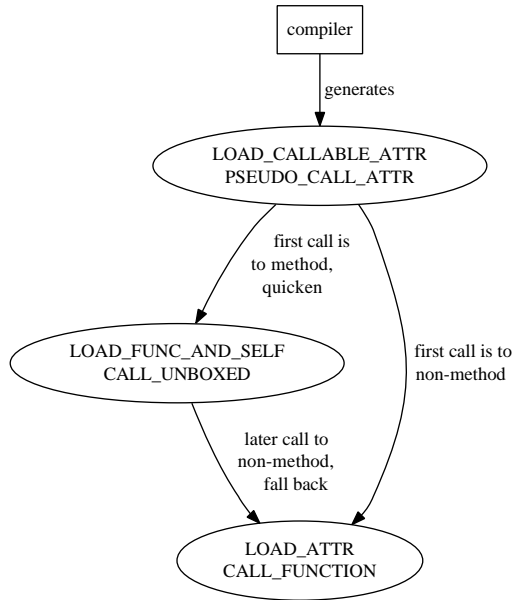 compiler
generates
LOAD_CALLABLE_ATTR
PSEUDO_CALL_ATTR
first call is
to method,
quicken
LOAD_FUNC_AND_SELF
CALL_UNBOXED
first call is to
non-method
later call to
non-method,
fall back
LOAD_ATTR
CALL_FUNCTION